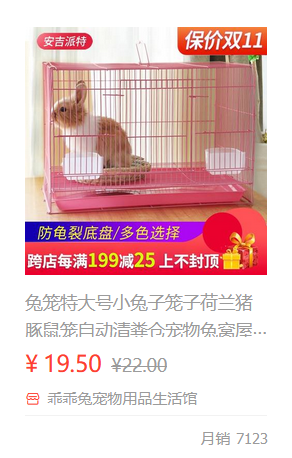 安吉派特
保价双11
防龟裂底盘/多色选择
跨店每满199减25 上不封顶
兔笼特大号小兔子笼子荷兰猪
豚鼠笼自动清粪仓宠物兔窝屋...
¥ 19.50 ¥22.00
乖乖兔宠物用品生活馆
月销 7123